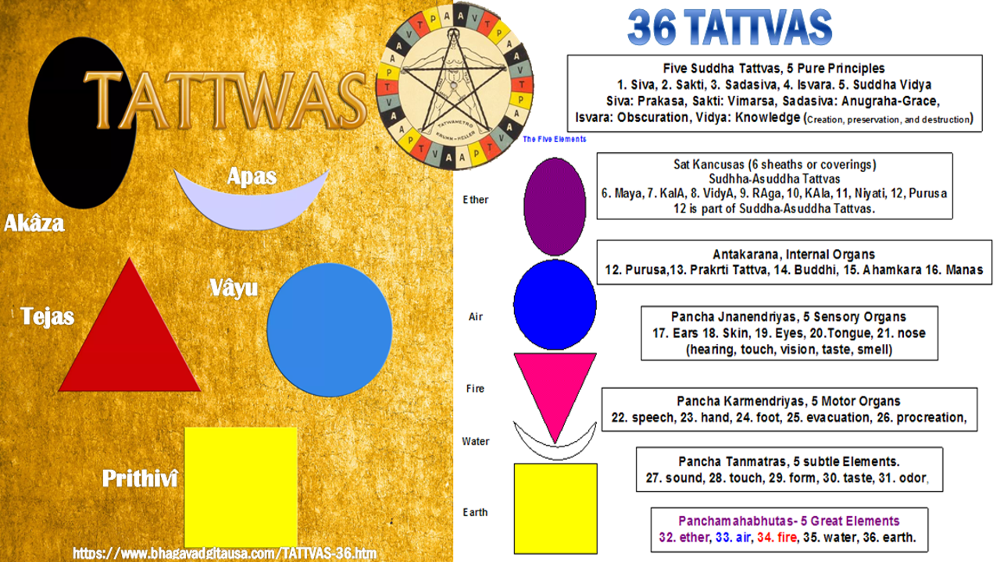 TATTWAS
Akâza
Apas
Tejas
Vâyu
Prithivî
https://www.bhagavadgitausa.com/TATTVAS-36.htm
TATWAMETRO
KRUMM-HELLER
The Five Elements
Ether
Air
Fire
Water
Earth
36 TATTVAS
Five Suddha Tattvas, 5 Pure Principles
1. Siva, 2. Sakti, 3. Sadasiva, 4. Isvara. 5. Suddha Vidya
Siva: Prakasa, Sakti: Vimarsa, Sadasiva: Anugraha-Grace,
Isvara: Obscuration, Vidya: Knowledge (Creation, preservation, and destruction)
Sat Kancusas (6 sheaths or coverings)
Sudhha-Asuddha Tattvas
6. Maya, 7. KalA, 8. VidyA, 9. RAga, 10, KAla, 11, Niyati, 12, Purusa
12 is part of Suddha-Asuddha Tattvas.
Antakarana, Internal Organs
12. Purusa,13. Prakrti Tattva, 14. Buddhi, 15. Ahamkara 16. Manas
Pancha Jnanendriyas, 5 Sensory Organs
17. Ears 18. Skin, 19. Eyes, 20.Tongue, 21. nose
(hearing, touch, vision, taste, smell)
Pancha Karmendriyas, 5 Motor Organs
22. speech, 23. hand, 24. foot, 25. evacuation, 26. procreation,
Pancha Tanmatras, 5 subtle Elements.
27. sound, 28. touch, 29. form, 30. taste, 31. odor,
Panchamahabhutas- 5 Great Elements
32. ether, 33. air, 34. fire, 35. water, 36. earth.